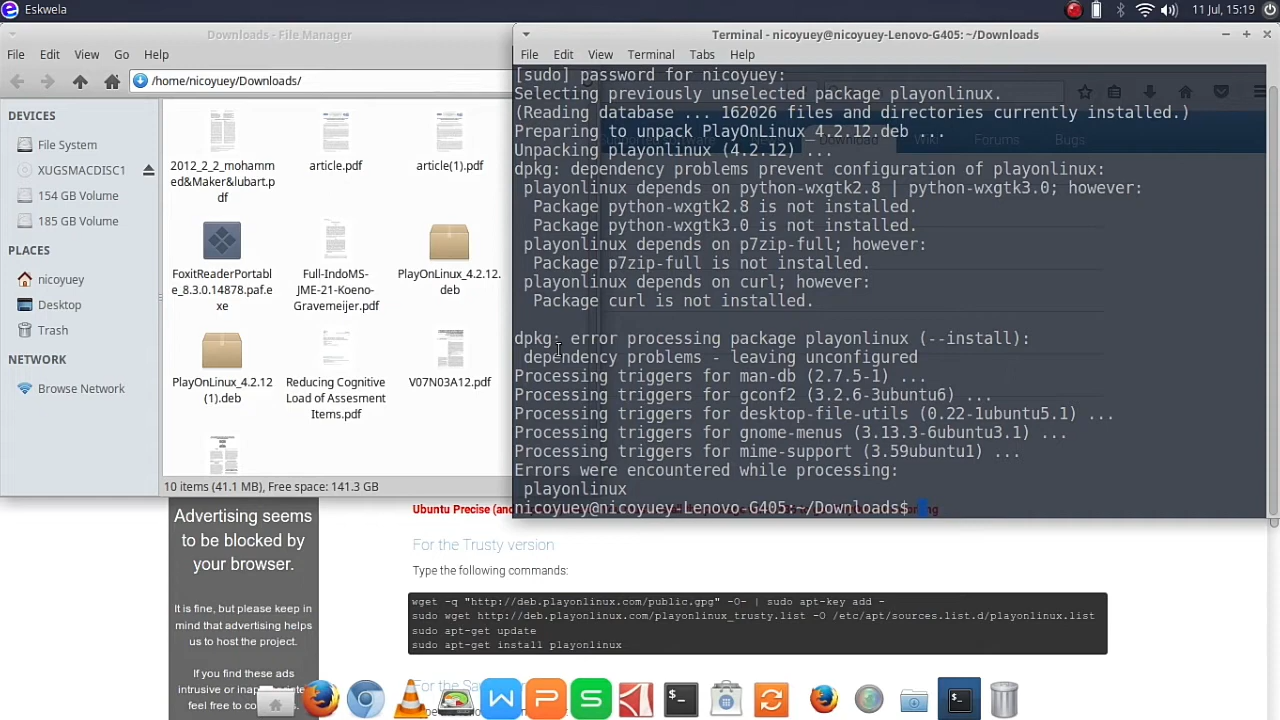 Eskwela
11 Jul, 15:19
Downloads - File Manager
File Edit View Go Help
/home/nicoyuey/Downloads/
DEVICES
File System
XUGSMACDISC1
154 GB Volume
185 GB Volume
PLACES
nicoyuey
Desktop
Trash
NETWORK
Browse Network
2012_2_2_mohamm
ed&Maker&lubart.p
df
article.pdf
article(1).pdf
FoxitReaderPortabl
e_8.3.0.14878.paf.e
xe
Full-IndoMS-
JME-21-Koeno-
Gravemeijer.pdf
PlayOnLinux_4.2.12.
deb
PlayOnLinux_4.2.12
(1).deb
Reducing Cognitive
Load of Assesment
Items.pdf
V07N03A12.pdf
10 items (41.1 MB), Free space: 141.3 GB
Terminal - nicoyuey@nicoyuey-Lenovo-G405: ~/Downloads
File Edit View Terminal Tabs Help
[sudo] password for nicoyuey:
Selecting previously unselected package playonlinux.
(Reading database ... 162026 files and directories currently installed.)
Preparing to unpack PlayOnLinux_4.2.12.deb ...
Unpacking playonlinux (4.2.12) ...
dpkg: dependency problems prevent configuration of playonlinux:
playonlinux depends on python-wxgtk2.8 | python-wxgtk3.0; however:
Package python-wxgtk2.8 is not installed.
Package python-wxgtk3.0 is not installed.
playonlinux depends on p7zip-full; however:
Package p7zip-full is not installed.
playonlinux depends on curl; however:
Package curl is not installed.
dpkg: error processing package playonlinux (--install):
dependency problems - leaving unconfigured
Processing triggers for man-db (2.7.5-1) ...
Processing triggers for gconf2 (3.2.6-3ubuntu6) ...
Processing triggers for desktop-file-utils (0.22-1ubuntu5.1) ...
Processing triggers for gnome-menus (3.13.3-6ubuntu3.1) ...
Processing triggers for mime-support (3.59ubuntu1) ...
Errors were encountered while processing:
playonlinux
nicoyuey@nicoyuey-Lenovo-G405:~/Downloads$
Download Wiki Forums Bugs
Advertising seems
to be blocked by
your browser.
It is fine, but please keep in
mind that advertising helps
us to host the project.
If you find these ads
intrusive or
feel free to
Ubuntu Precise (and
For the Trusty version
Type the following commands:
wget -q "http://deb.playonlinux.com/public.gpg" -O- | sudo apt-key add -
sudo wget http://deb.playonlinux.com/playonlinux_trusty.list -O /etc/apt/sources.list.d/playonlinux.list
sudo apt-get update
sudo apt-get install playonlinux
For the